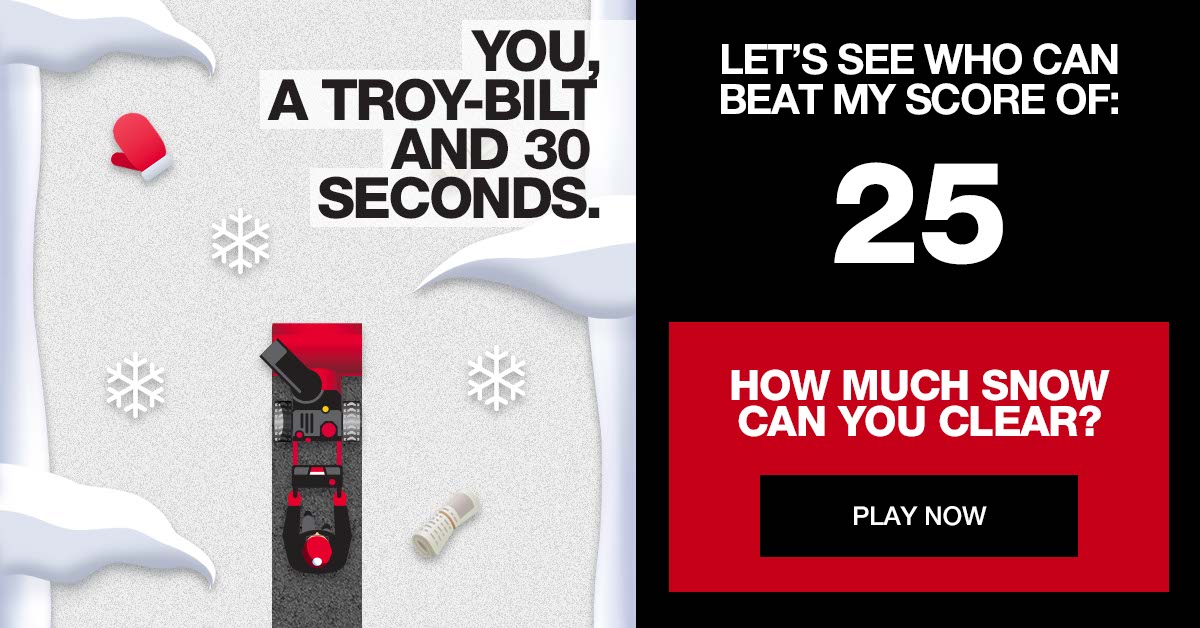 YOU,
A TROY-BILT
AND 30
SECONDS.
LET’S SEE WHO CAN
BEAT MY SCORE OF:
25
HOW MUCH SNOW
CAN YOU CLEAR?
PLAY NOW